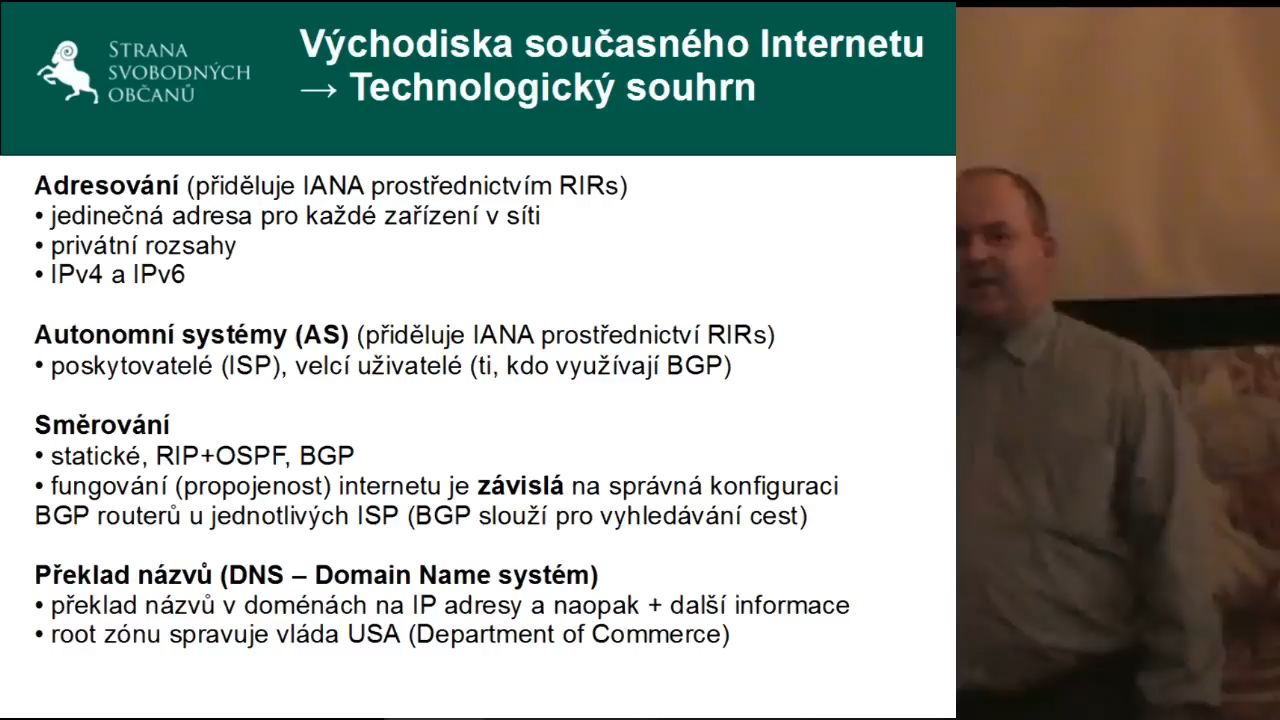 STRANA
SVOBODNÝCH
OBČANŮ
Východiska současného Internetu
→ Technologický souhrn
Adresování (přiděluje IANA prostřednictvím RIRs)
• jedinečná adresa pro každé zařízení v síti
• privátní rozsahy
• IPv4 a IPv6
Autonomní systémy (AS) (přiděluje IANA prostřednictví RIRs)
• poskytovatelé (ISP), velcí uživatelé (ti, kdo využívají BGP)
Směrování
• statické, RIP+OSPF, BGP
• fungování (propojenost) internetu je závislá na správná konfiguraci
BGP routerů u jednotlivých ISP (BGP slouží pro vyhledávání cest)
Překlad názvů (DNS – Domain Name systém)
• překlad názvů v doménách na IP adresy a naopak + další informace
• root zónu spravuje vláda USA (Department of Commerce)